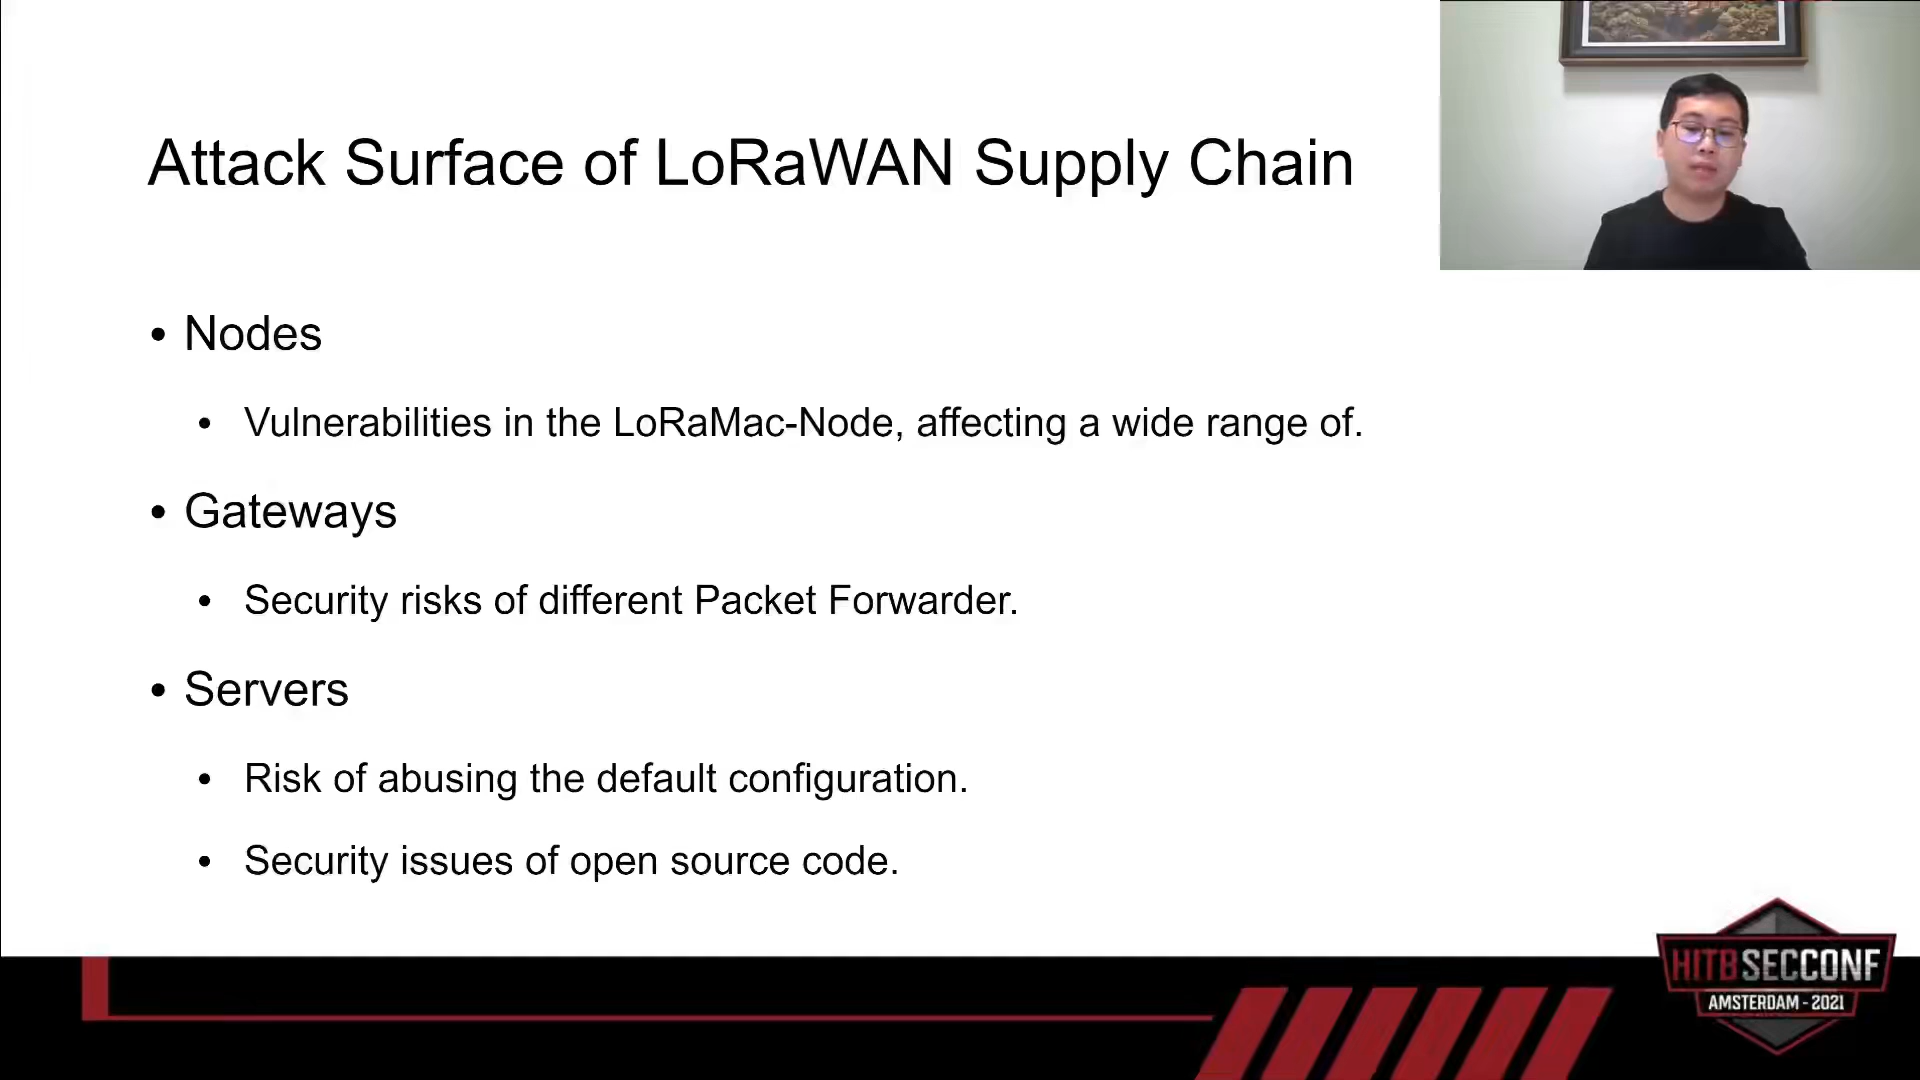 Attack Surface of LoRaWAN Supply Chain
• Nodes
• Vulnerabilities in the LoRaMac-Node, affecting a wide range of.
• Gateways
• Security risks of different Packet Forwarder.
• Servers
• Risk of abusing the default configuration.
• Security issues of open source code.
HITBSECCONF
AMSTERDAM - 2021